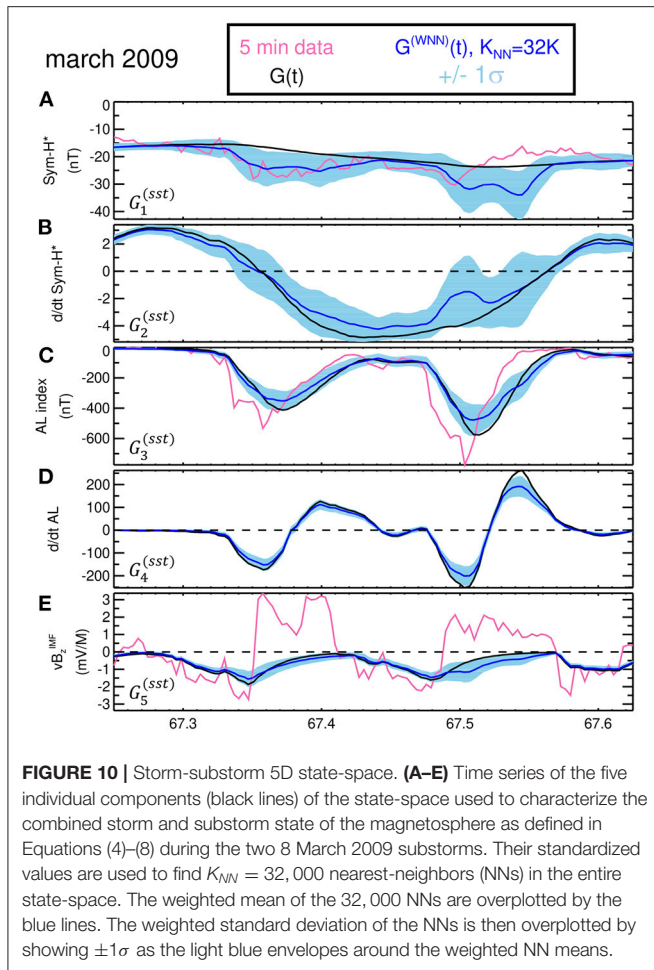 march 2009
5 min data
G(t)
G^(WNN)(t), K_NN=32K
+/- 1σ
A
0
-10
-20
-30
-40
Sym-H*
(nT)
G_1^(sst)
B
2
0
-2
-4
d/dt Sym-H*
G_2^(sst)
C
0
-200
-400
-600
AL index
(nT)
G_3^(sst)
D
200
100
0
-100
-200
d/dt AL
G_4^(sst)
E
3
2
1
0
-1
-2
-3
vB_z^IMF
(mV/M)
G_5^(sst)
67.3 67.4 67.5 67.6
FIGURE 10 | Storm-substorm 5D state-space. (A–E) Time series of the five
individual components (black lines) of the state-space used to characterize the
combined storm and substorm state of the magnetosphere as defined in
Equations (4)–(8) during the two 8 March 2009 substorms. Their standardized
values are used to find K_NN = 32, 000 nearest-neighbors (NNs) in the entire
state-space. The weighted mean of the 32, 000 NNs are overplotted by the
blue lines. The weighted standard deviation of the NNs is then overplotted by
showing ±1σ as the light blue envelopes around the weighted NN means.